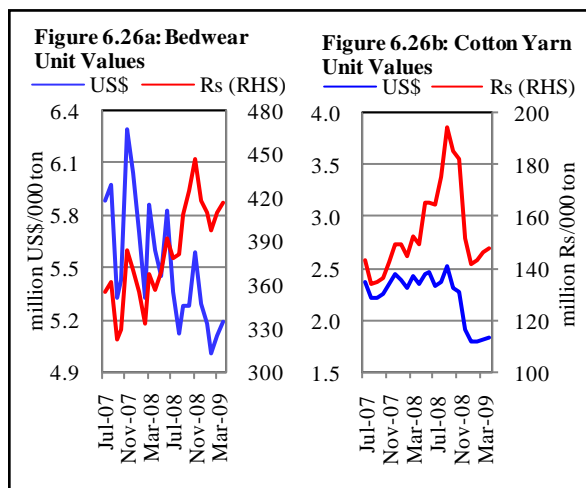 Figure 6.26a: Bedwear
Unit Values
US$ Rs (RHS)
6.4
6.1
5.8
5.5
5.2
4.9
480
450
420
390
360
330
300
million US$/000 ton
Jul-07
Nov-07
Mar-08
Jul-08
Nov-08
Mar-09
Figure 6.26b: Cotton Yarn
Unit Values
US$ Rs (RHS)
4.0
3.5
3.0
2.5
2.0
1.5
200
180
160
140
120
100
million Rs/000 ton
Jul-07
Nov-07
Mar-08
Jul-08
Nov-08
Mar-09